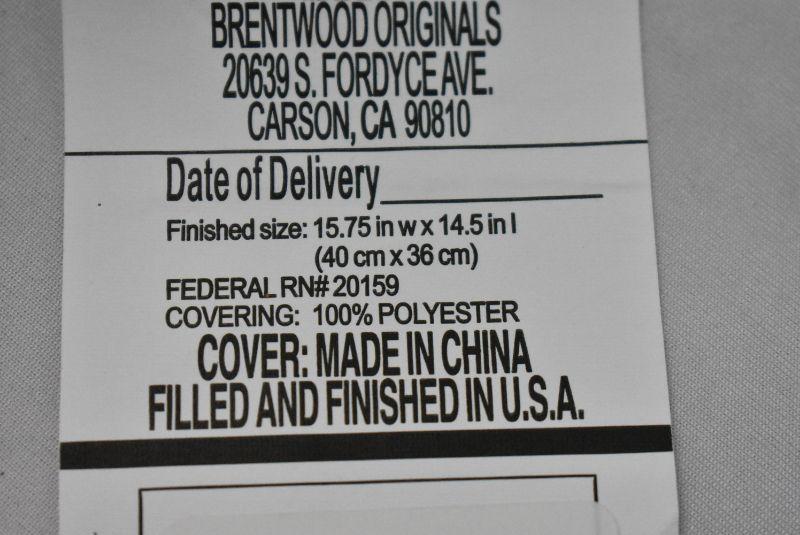 BRENTWOOD ORIGINALS
20639 S. FORDYCE AVE.
CARSON, CA 90810
Date of Delivery
Finished size: 15.75 in w x 14.5 in l
(40 cm x 36 cm)
FEDERAL RN# 20159
COVERING: 100% POLYESTER
COVER: MADE IN CHINA
FILLED AND FINISHED IN U.S.A.